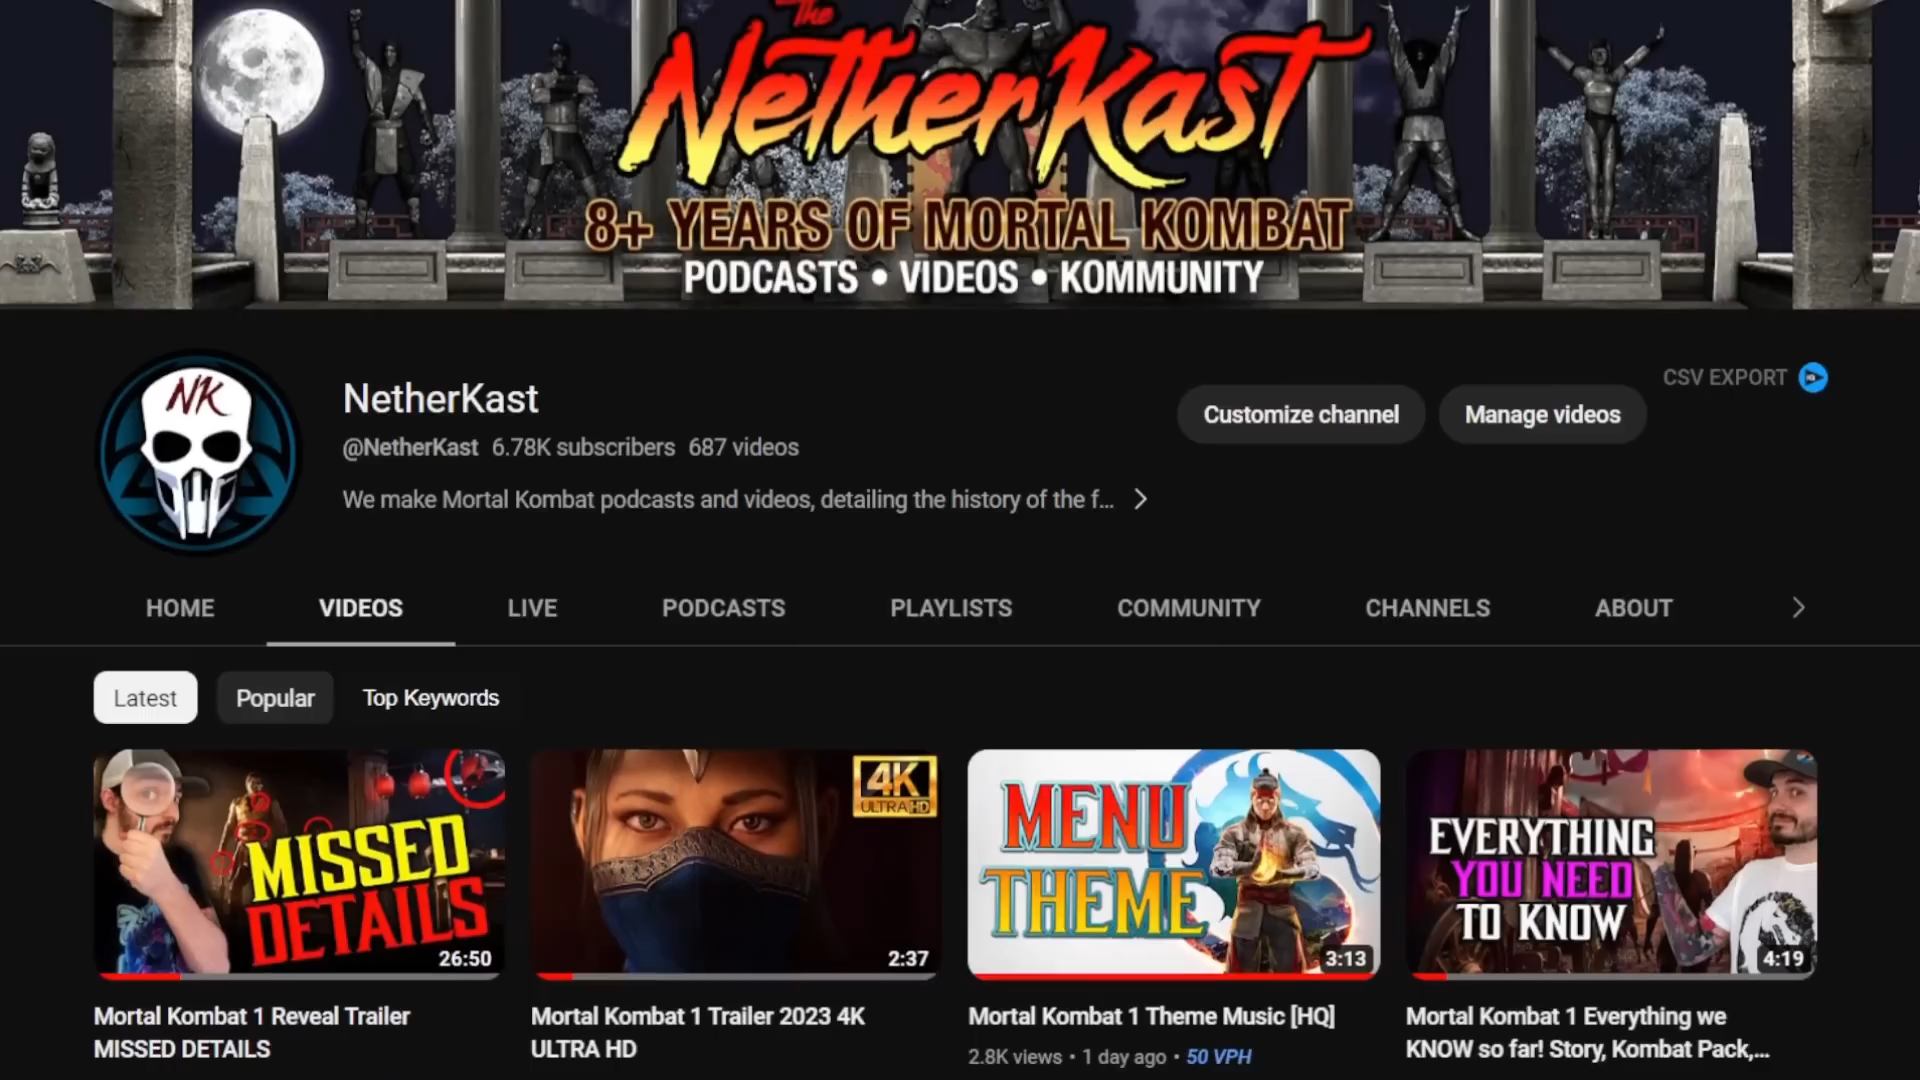 The
NetherKast
8+ YEARS OF MORTAL KOMBAT
PODCASTS • VIDEOS • KOMMUNITY
NK
NetherKast
@NetherKast 6.78K subscribers 687 videos
We make Mortal Kombat podcasts and videos, detailing the history of the f...
Customize channel
Manage videos
CSV EXPORT
HOME
VIDEOS
LIVE
PODCASTS
PLAYLISTS
COMMUNITY
CHANNELS
ABOUT
Latest
Popular
Top Keywords
MISSED
DETAILS
26:50
Mortal Kombat 1 Reveal Trailer
MISSED DETAILS
4K
ULTRA HD
2:37
Mortal Kombat 1 Trailer 2023 4K
ULTRA HD
MENU
THEME
3:13
Mortal Kombat 1 Theme Music [HQ]
2.8K views • 1 day ago • 50 VPH
EVERYTHING
YOU NEED
TO KNOW
4:19
Mortal Kombat 1 Everything we
KNOW so far! Story, Kombat Pack,...